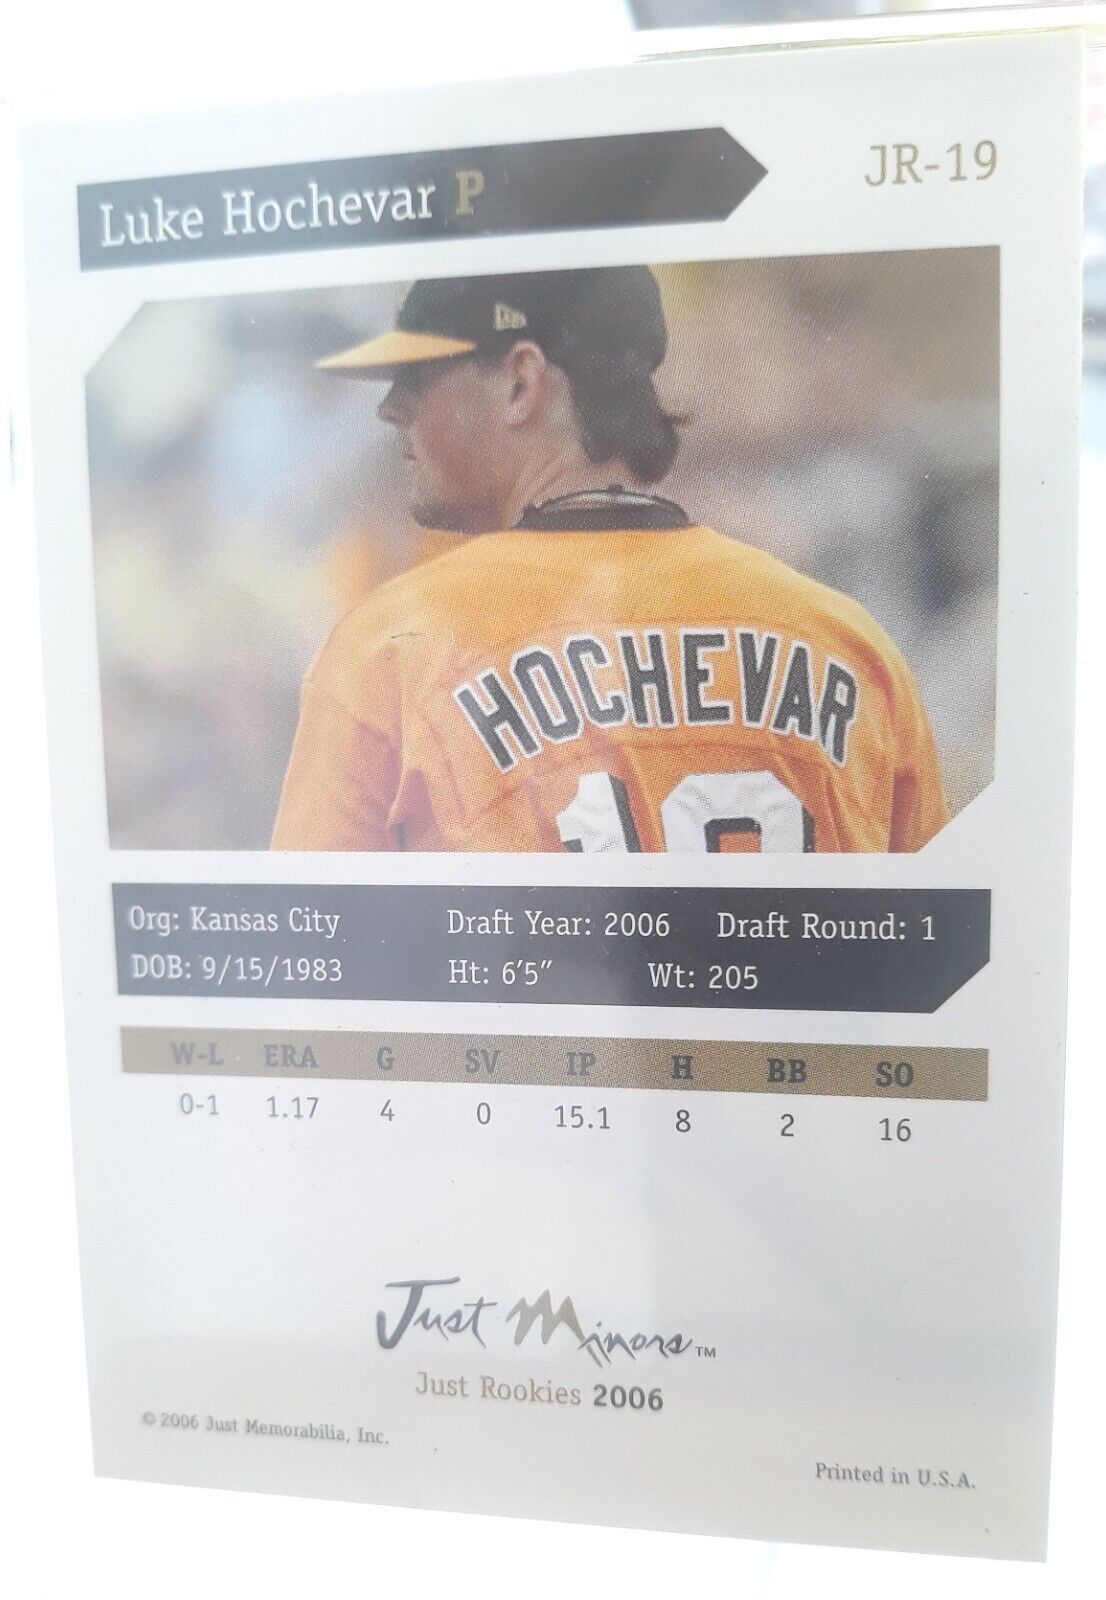 Luke Hochevar P
JR-19
HOCHEVAR
Org: Kansas City Draft Year: 2006 Draft Round: 1
DOB: 9/15/1983 Ht: 6'5" Wt: 205
W-L ERA G SV IP H BB SO
0-1 1.17 4 0 15.1 8 2 16
Just Minors™
Just Rookies 2006
© 2006 Just Memorabilia, Inc.
Printed in U.S.A.